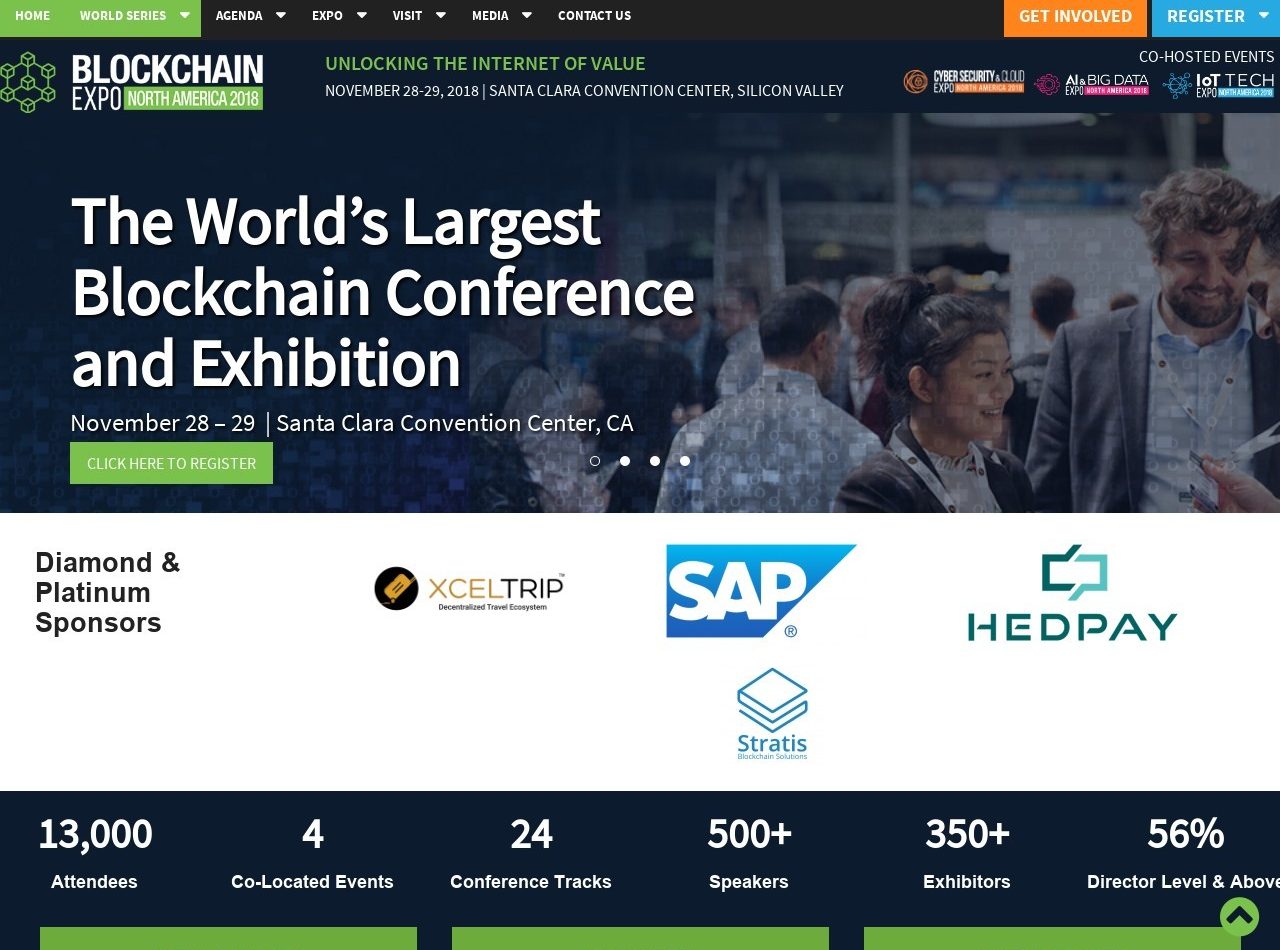 HOME WORLD SERIES AGENDA EXPO VISIT MEDIA CONTACT US GET INVOLVED REGISTER
BLOCKCHAIN
EXPO NORTH AMERICA 2018
UNLOCKING THE INTERNET OF VALUE
NOVEMBER 28-29, 2018 | SANTA CLARA CONVENTION CENTER, SILICON VALLEY
CO-HOSTED EVENTS
CYBER SECURITY & CLOUD
EXPO NORTH AMERICA 2018
AI & BIG DATA
EXPO NORTH AMERICA 2018
IoT TECH
EXPO NORTH AMERICA 2018
The World’s Largest
Blockchain Conference
and Exhibition
November 28 – 29 | Santa Clara Convention Center, CA
CLICK HERE TO REGISTER
Diamond &
Platinum
Sponsors
XCELTRIP™
Decentralized Travel Ecosystem
SAP®
HEDPAY
Stratis
Blockchain Solutions
13,000 4 24 500+ 350+ 56%
Attendees Co-Located Events Conference Tracks Speakers Exhibitors Director Level & Above